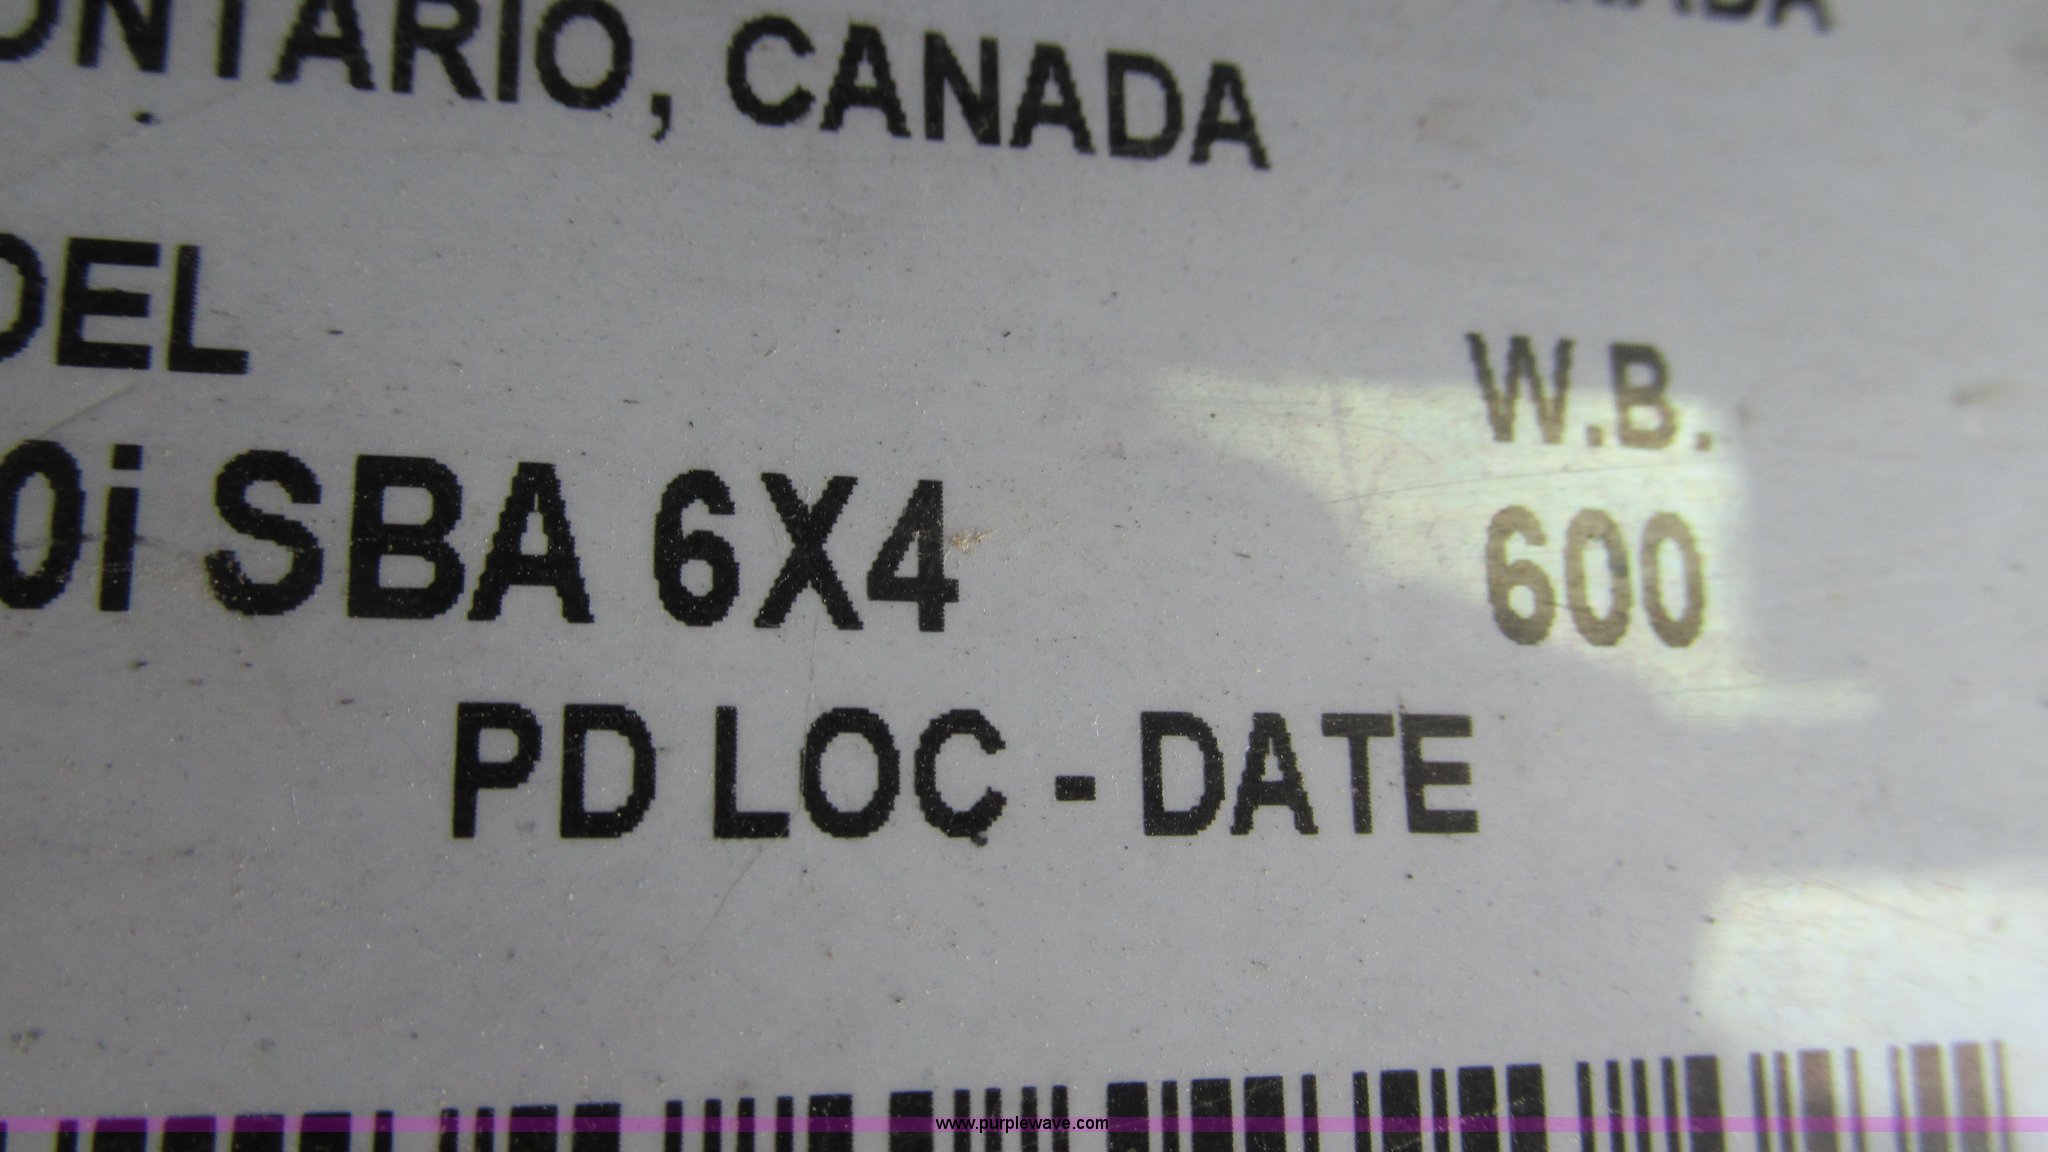 ONTARIO, CANADA
DEL W.B.
0i SBA 6X4 600
PD LOC - DATE
www.purplewave.com